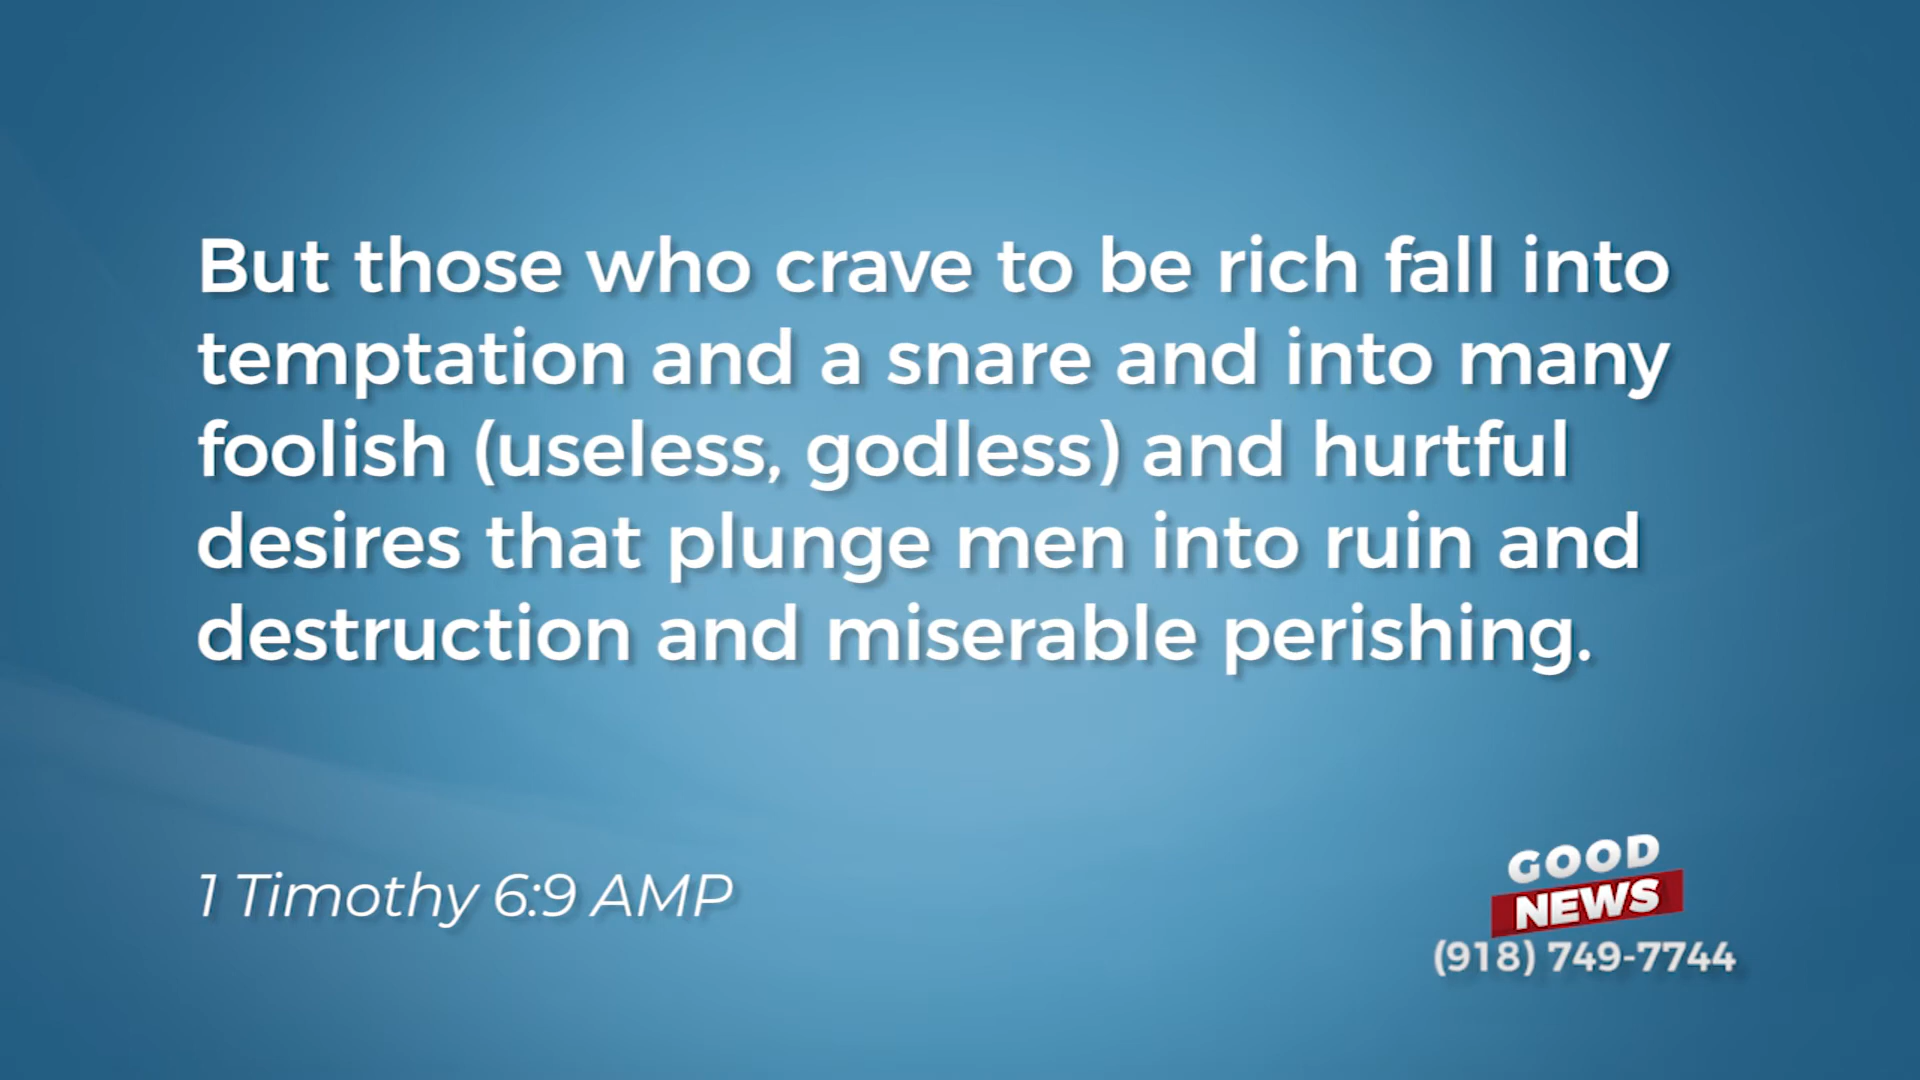 But those who crave to be rich fall into
temptation and a snare and into many
foolish (useless, godless) and hurtful
desires that plunge men into ruin and
destruction and miserable perishing.
1 Timothy 6:9 AMP
GOOD
NEWS
(918) 749-7744